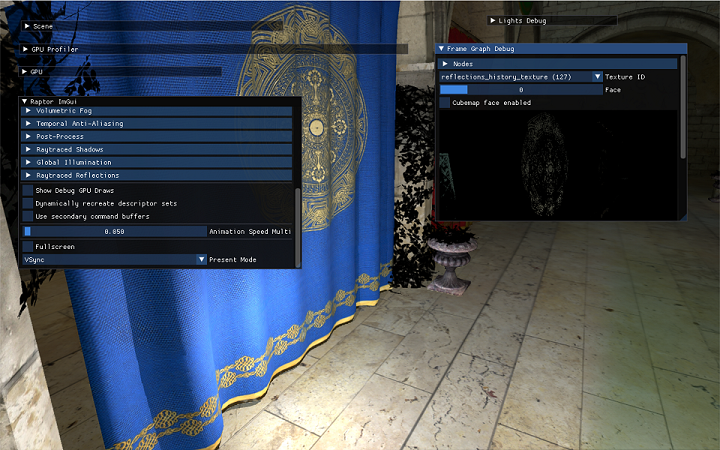 Scene
GPU Profiler
GPU
Raptor ImGui
Volumetric Fog
Temporal Anti-Aliasing
Post-Process
Raytraced Shadows
Global Illumination
Raytraced Reflections
Show Debug GPU Draws
Dynamically recreate descriptor sets
Use secondary command buffers
0.050 Animation Speed Multi
Fullscreen
VSync Present Mode
Lights Debug
Frame Graph Debug
Nodes
reflections_history_texture (127) Texture ID
0 Face
Cubemap face enabled